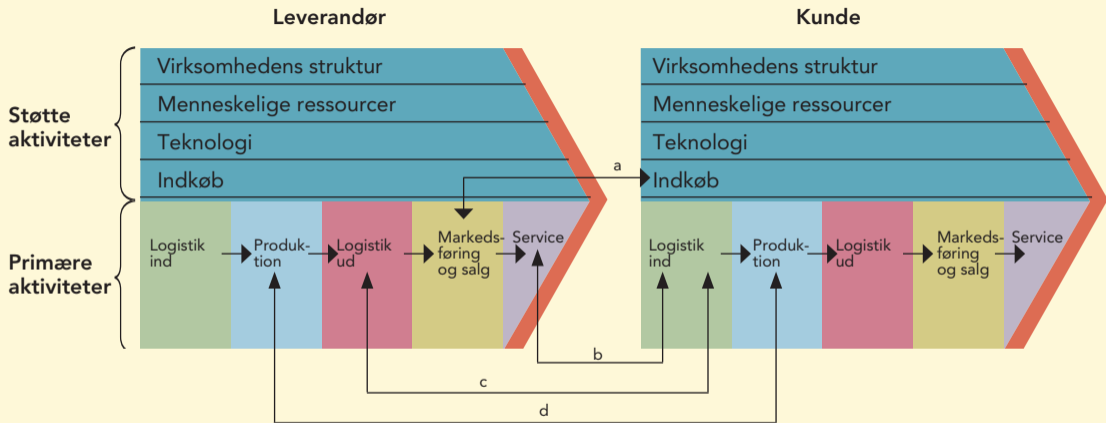 Leverandør
Kunde
Støtte
aktiviteter
Virksomhedens struktur
Menneskelige ressourcer
Teknologi
Indkøb
Virksomhedens struktur
Menneskelige ressourcer
Teknologi
Indkøb
a
Primære
aktiviteter
Logistik
ind
Produk-
tion
Logistik
ud
Markeds-
føring
og salg
Service
Logistik
ind
Produk-
tion
Logistik
ud
Markeds-
føring
og salg
Service
b
c
d